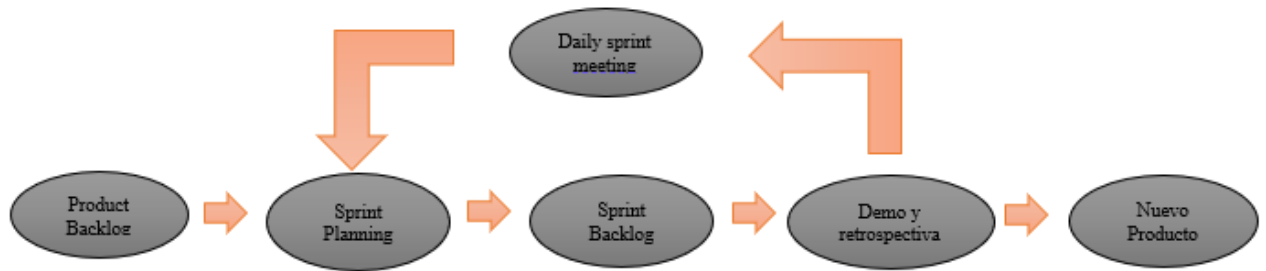 Daily sprint
meeting
Product
Backlog
Sprint
Planning
Sprint
Backlog
Demo y
retrospectiva
Nuevo
Producto